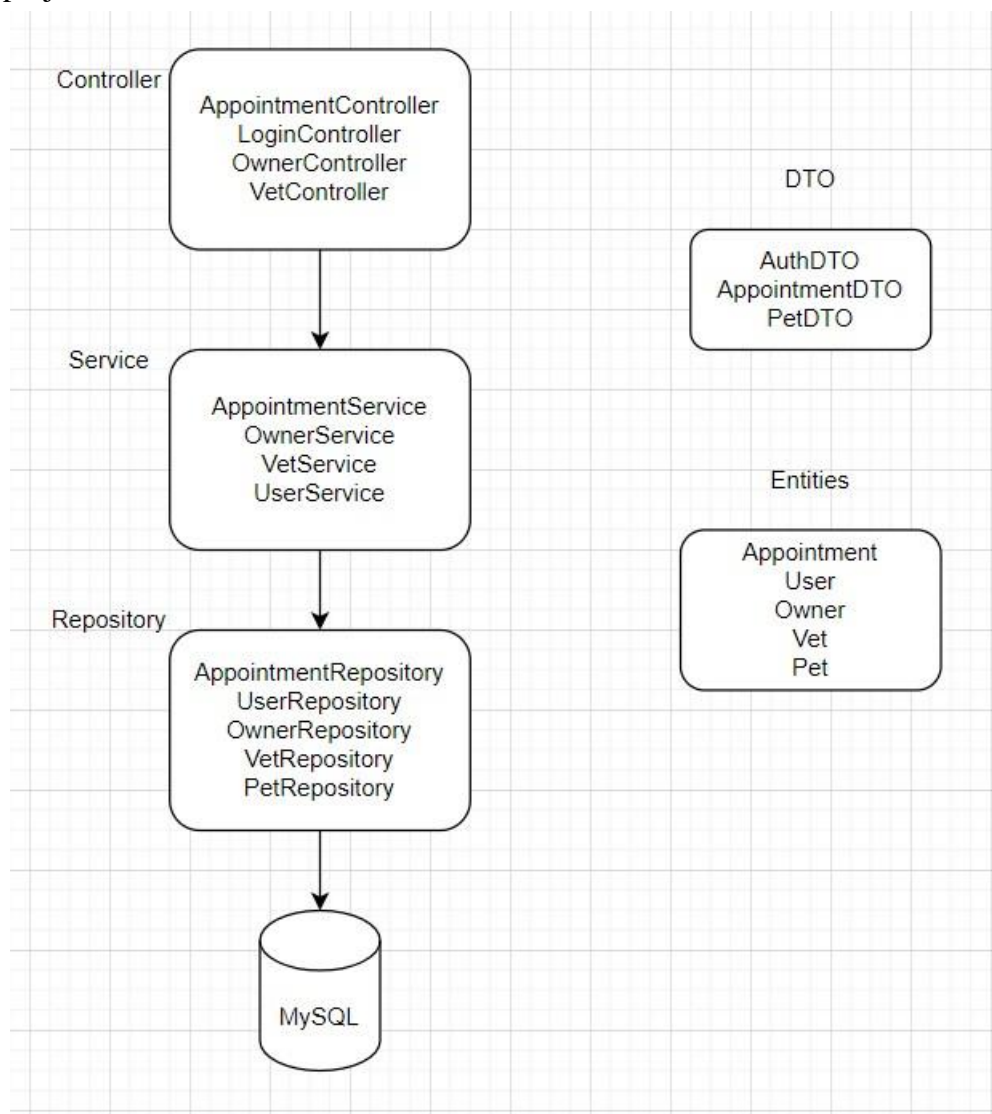 Controller
AppointmentController
LoginController
OwnerController
VetController
DTO
AuthDTO
AppointmentDTO
PetDTO
Service
AppointmentService
OwnerService
VetService
UserService
Entities
Appointment
User
Owner
Vet
Pet
Repository
AppointmentRepository
UserRepository
OwnerRepository
VetRepository
PetRepository
MySQL